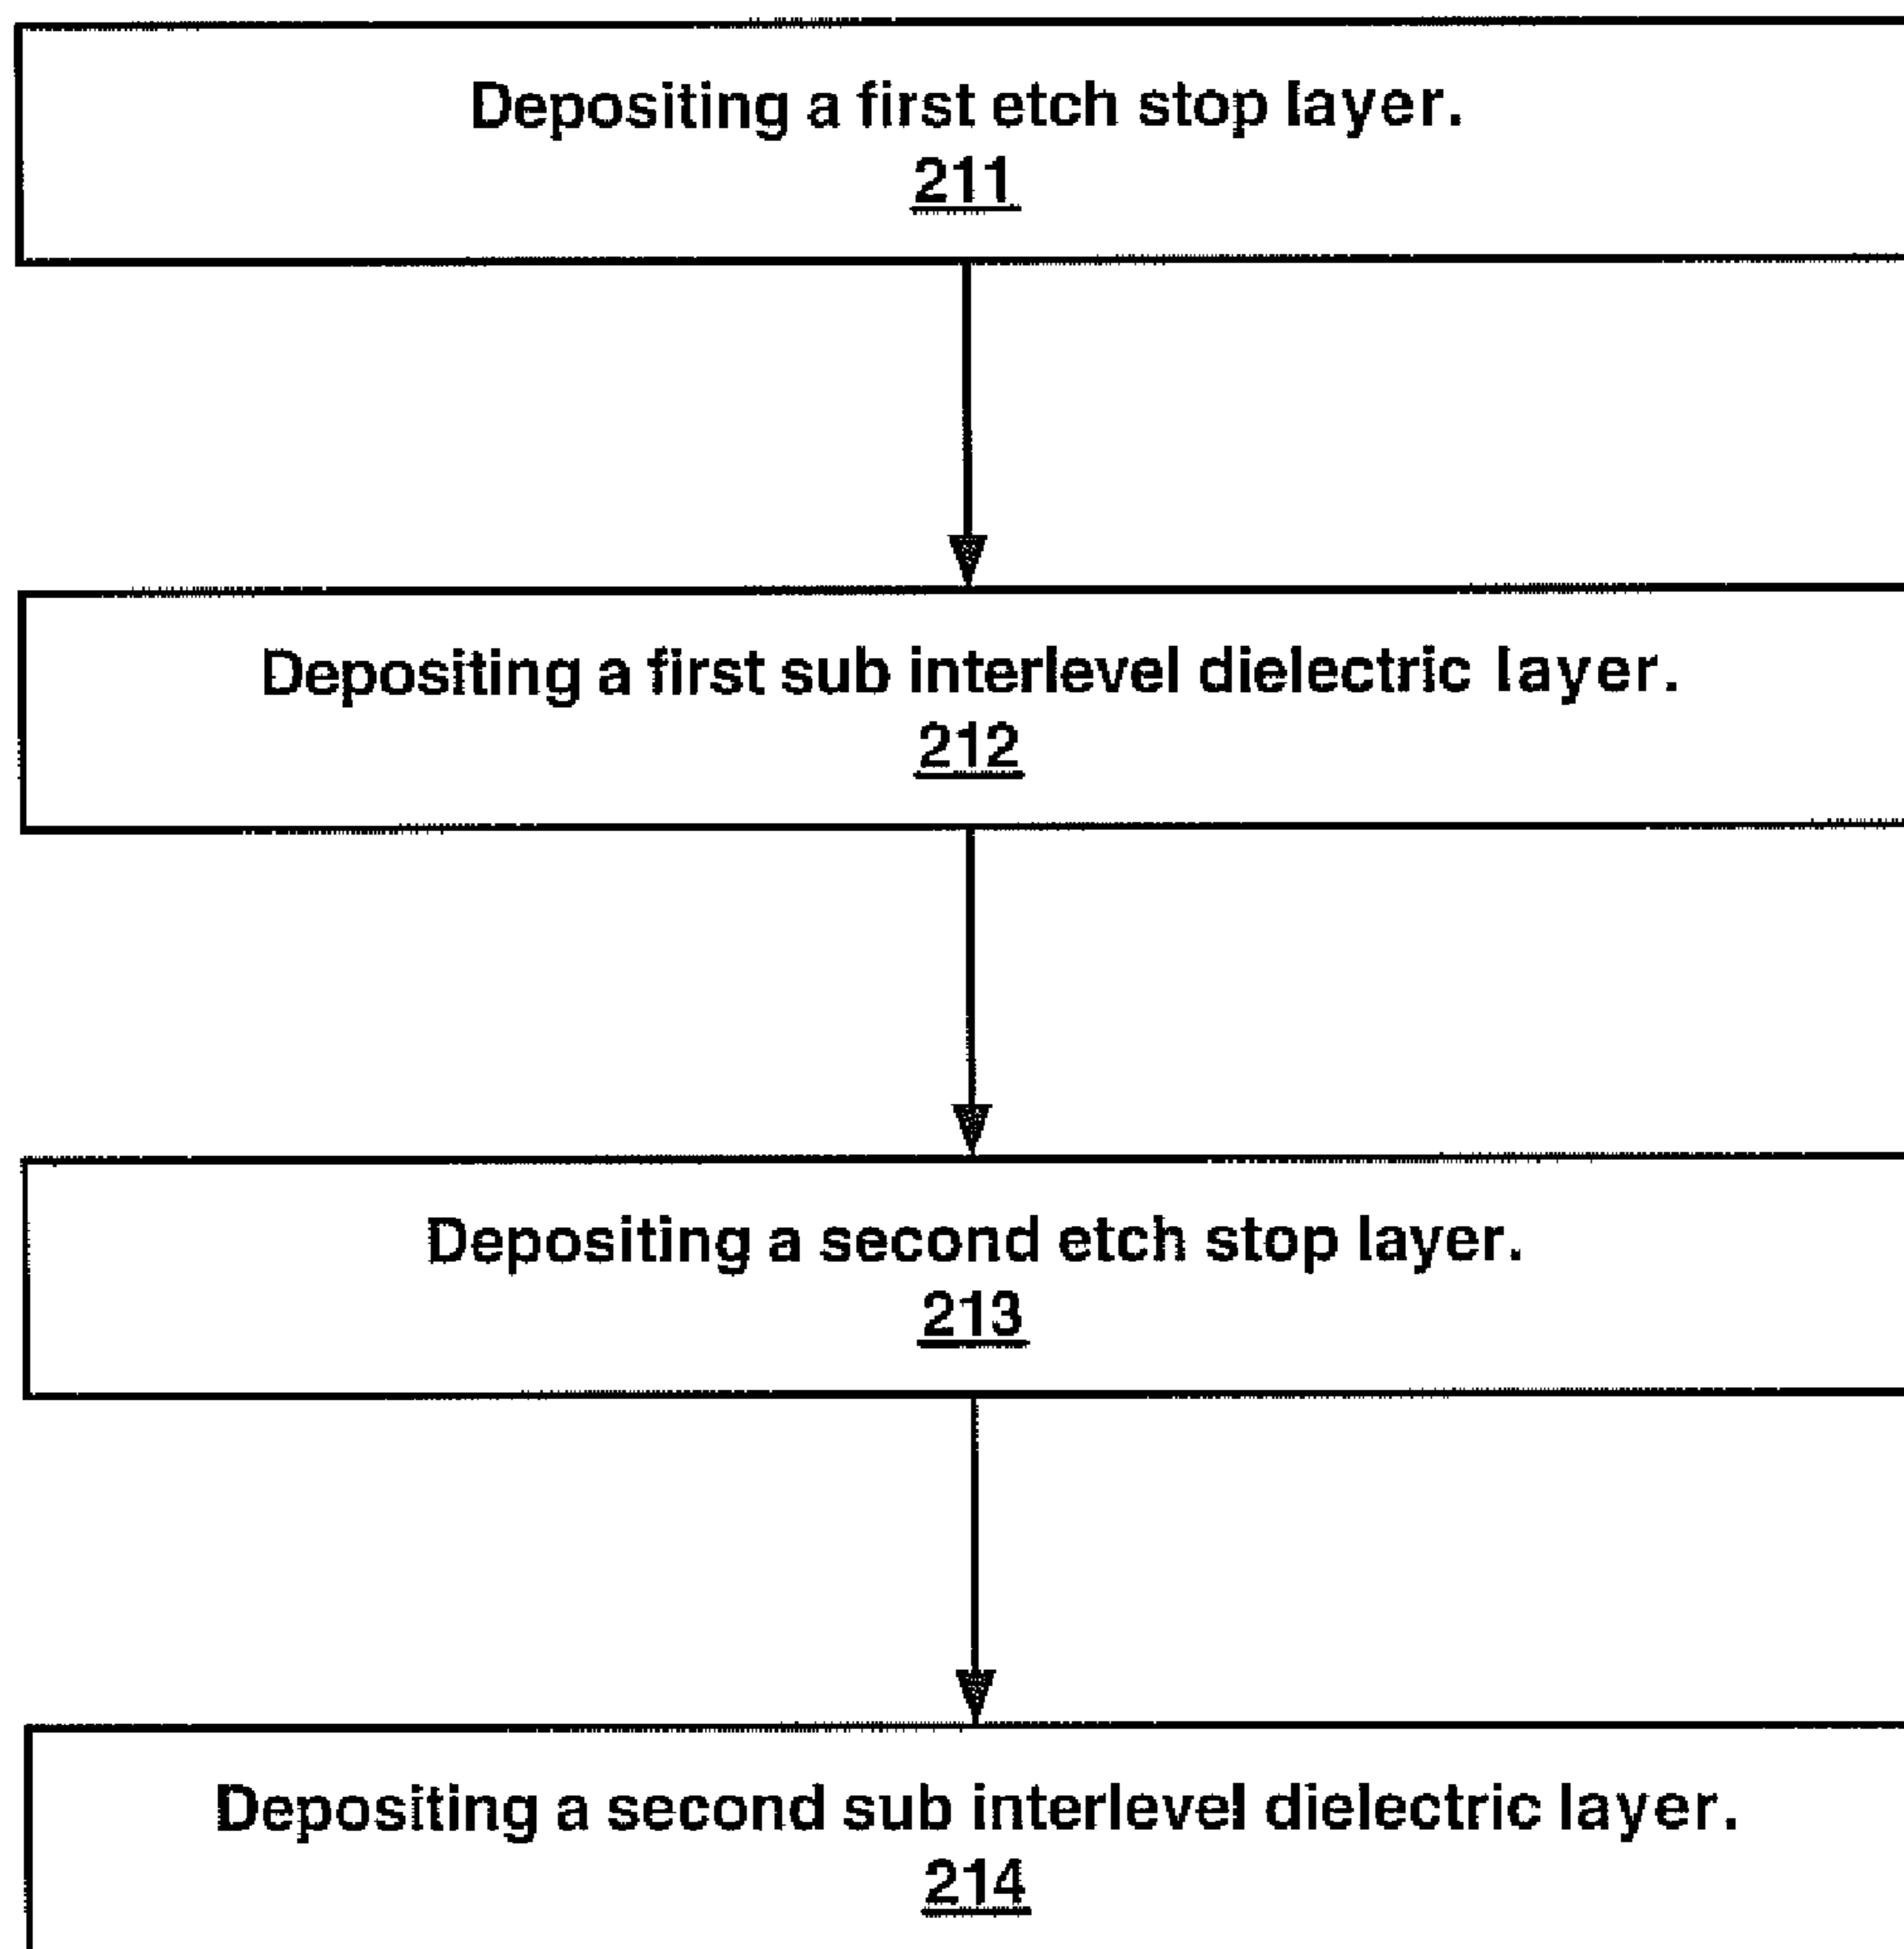 Depositing a first etch stop layer.
211
Depositing a first sub interlevel dielectric layer.
212
Depositing a second etch stop layer.
213
Depositing a second sub interlevel dielectric layer.
214